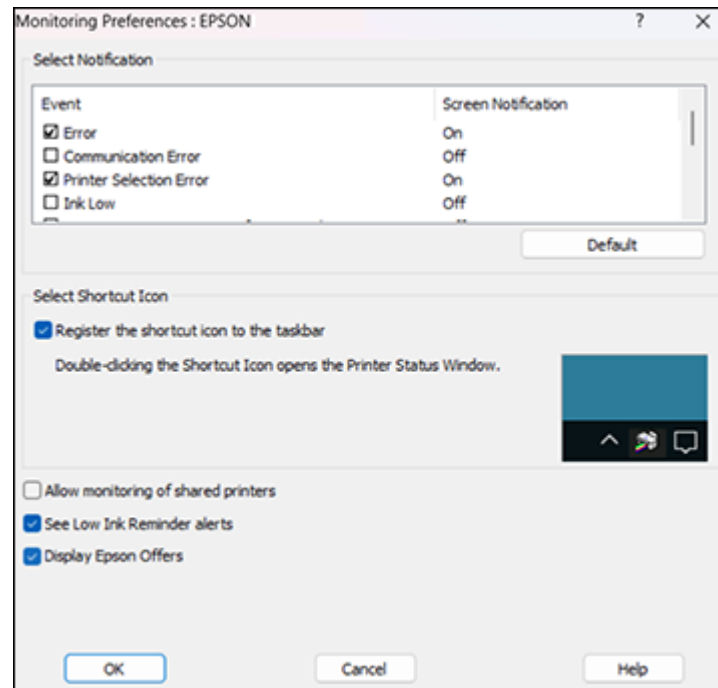 Monitoring Preferences : EPSON
Select Notification
Event Screen Notification
Error On
Communication Error Off
Printer Selection Error On
Ink Low Off
Default
Select Shortcut Icon
Register the shortcut icon to the taskbar
Double-clicking the Shortcut Icon opens the Printer Status Window.
Allow monitoring of shared printers
See Low Ink Reminder alerts
Display Epson Offers
OK Cancel Help